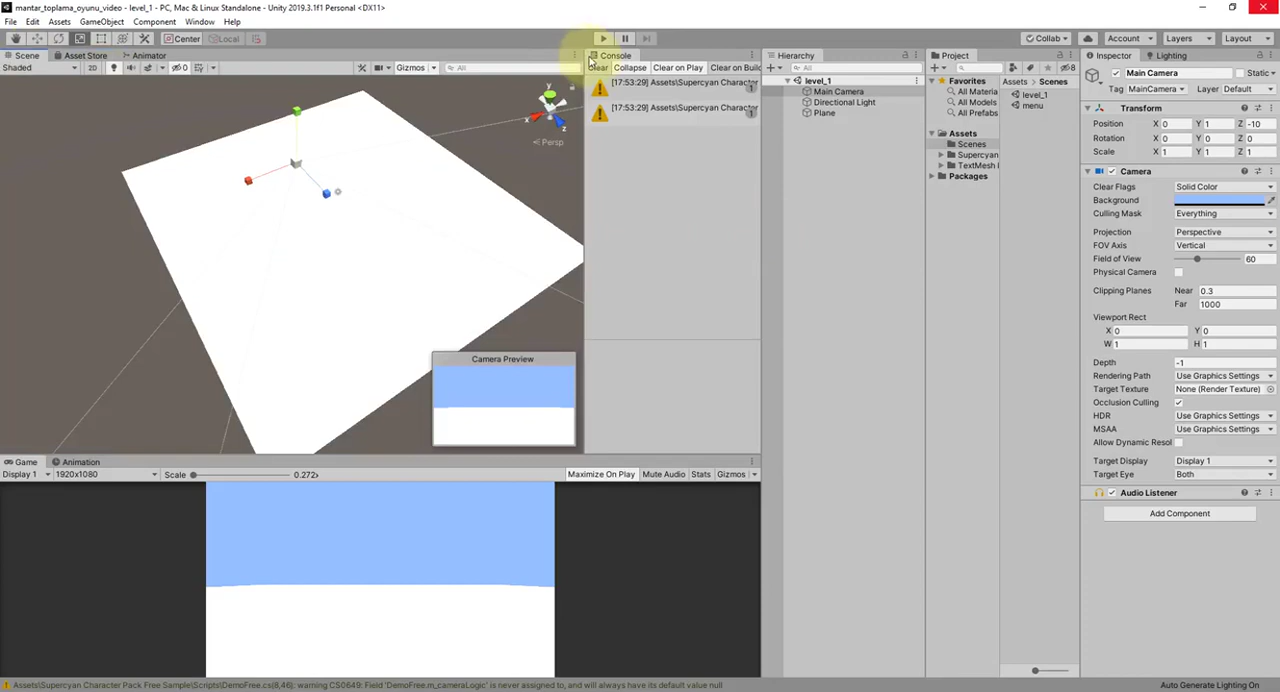 mantar_toplama_oyunu_video - level_1 - PC, Mac & Linux Standalone - Unity 2019.3.1f1 Personal <DX11>
File Edit Assets GameObject Component Window Help
Center Local Collab Account Layers Layout
Scene Asset Store Animator Console Hierarchy Project Inspector Lighting
Shaded 2D 0 Gizmos All Clear Collapse Clear on Play Clear on Buil All 8
[17:53:29] Assets\Supercyan Character 1
[17:53:29] Assets\Supercyan Character 1
y
x
z
Persp
level_1
Main Camera
Directional Light
Plane
Favorites
All Materia
All Models
All Prefabs
Assets
Scenes
Supercyan
TextMesh
Packages
Assets Scenes
level_1
menu
Main Camera Static
Tag MainCamera Layer Default
Transform
Position X 0 Y 1 Z -10
Rotation X 0 Y 0 Z 0
Scale X 1 Y 1 Z 1
Camera
Clear Flags Solid Color
Background
Culling Mask Everything
Projection Perspective
FOV Axis Vertical
Field of View 60
Physical Camera
Clipping Planes Near 0.3
Far 1000
Viewport Rect
X 0 Y 0
W 1 H 1
Depth -1
Rendering Path Use Graphics Settings
Target Texture None (Render Texture)
Occlusion Culling
HDR Use Graphics Settings
MSAA Use Graphics Settings
Allow Dynamic Resol
Target Display Display 1
Target Eye Both
Audio Listener
Add Component
Camera Preview
Game Animation
Display 1 1920x1080 Scale 0.272x Maximize On Play Mute Audio Stats Gizmos
Assets\Supercyan Character Pack Free Sample\Scripts\DemoFree.cs(8,46): warning CS0649: Field 'DemoFree.m_cameraLogic' is never assigned to, and will always have its default value null
Auto Generate Lighting On